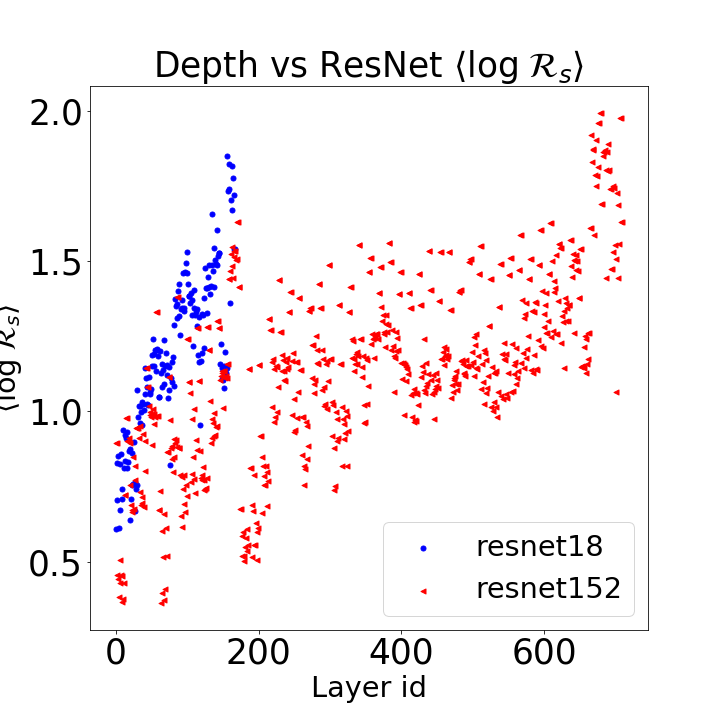 Depth vs ResNet ⟨log ℛₛ⟩
2.0
1.5
1.0
0.5
⟨log ℛₛ⟩
resnet18
resnet152
0 200 400 600
Layer id